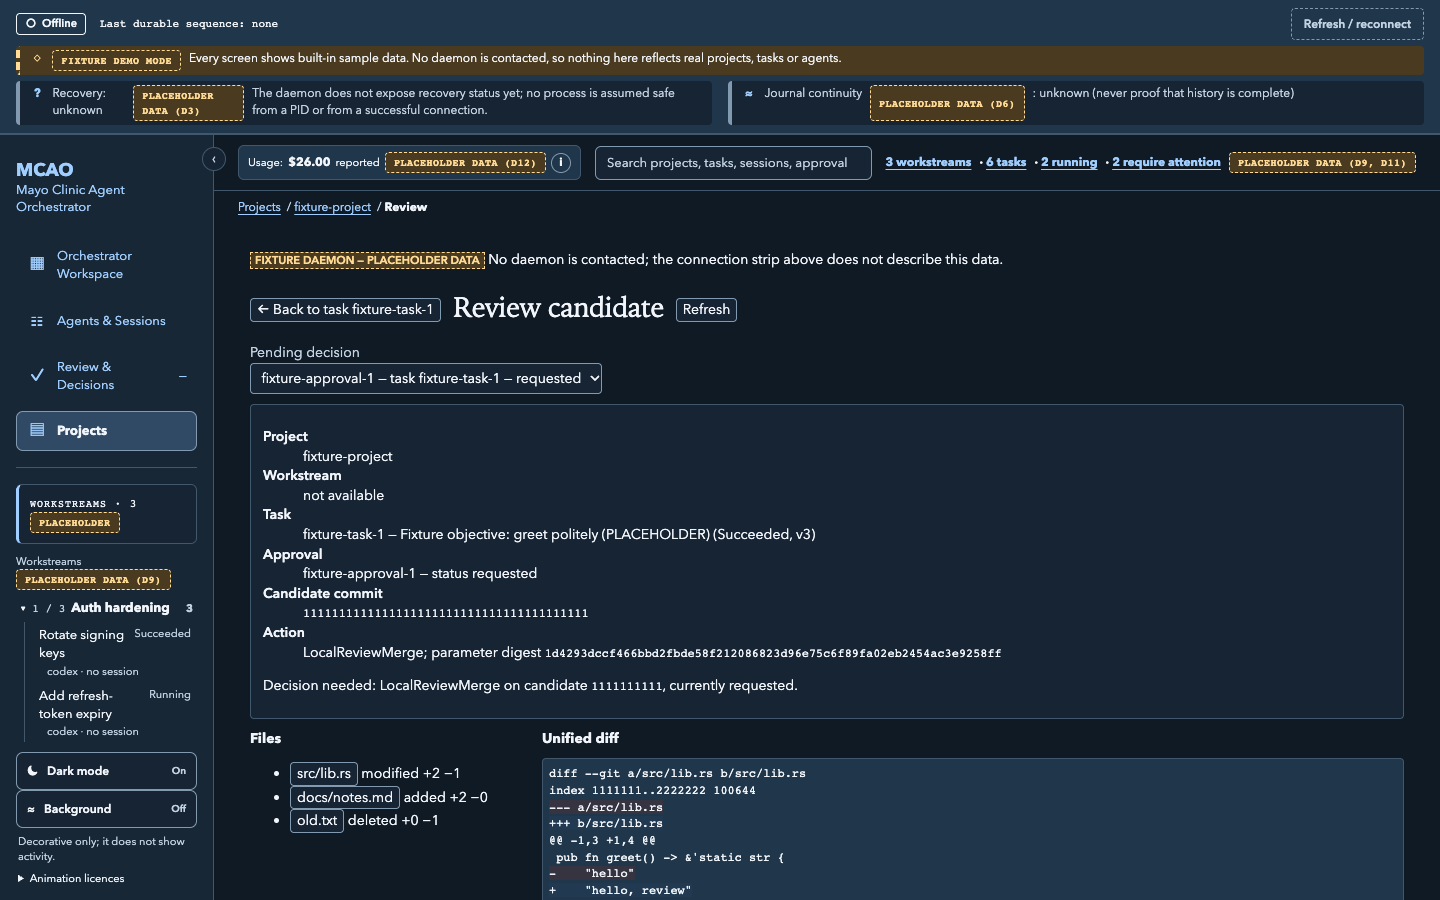 Offline Last durable sequence: none Refresh / reconnect
FIXTURE DEMO MODE Every screen shows built-in sample data. No daemon is contacted, so nothing here reflects real projects, tasks or agents.
? Recovery: unknown PLACEHOLDER DATA (D3) The daemon does not expose recovery status yet; no process is assumed safe from a PID or from a successful connection.
≈ Journal continuity PLACEHOLDER DATA (D6) : unknown (never proof that history is complete)
MCAO
Mayo Clinic Agent
Orchestrator
Orchestrator
Workspace
Agents & Sessions
Review &
Decisions –
Projects
WORKSTREAMS · 3
PLACEHOLDER
Workstreams
PLACEHOLDER DATA (D9)
▾ 1 / 3 Auth hardening 3
Rotate signing keys Succeeded
codex · no session
Add refresh-token expiry Running
codex · no session
Dark mode On
≈ Background Off
Decorative only; it does not show
activity.
▶ Animation licences
‹
Usage: $26.00 reported PLACEHOLDER DATA (D12) i
Search projects, tasks, sessions, approval
3 workstreams · 6 tasks · 2 running · 2 require attention PLACEHOLDER DATA (D9, D11)
Projects / fixture-project / Review
FIXTURE DAEMON – PLACEHOLDER DATA No daemon is contacted; the connection strip above does not describe this data.
← Back to task fixture-task-1 Review candidate Refresh
Pending decision
fixture-approval-1 – task fixture-task-1 – requested
Project
fixture-project
Workstream
not available
Task
fixture-task-1 – Fixture objective: greet politely (PLACEHOLDER) (Succeeded, v3)
Approval
fixture-approval-1 – status requested
Candidate commit
1111111111111111111111111111111111111111
Action
LocalReviewMerge; parameter digest 1d4293dccf466bbd2fbde58f212086823d96e75c6f89fa02eb2454ac3e9258ff
Decision needed: LocalReviewMerge on candidate 1111111111, currently requested.
Files
• src/lib.rs modified +2 −1
• docs/notes.md added +2 −0
• old.txt deleted +0 −1
Unified diff
diff --git a/src/lib.rs b/src/lib.rs
index 1111111..2222222 100644
--- a/src/lib.rs
+++ b/src/lib.rs
@@ -1,3 +1,4 @@
pub fn greet() -> &'static str {
-    "hello"
+    "hello, review"